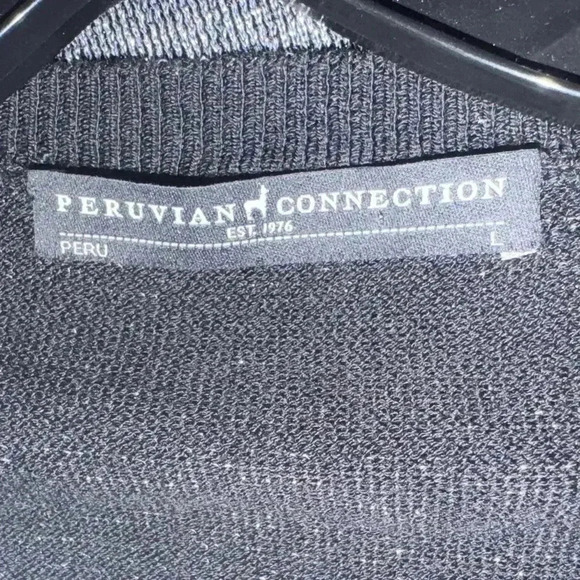 PERUVIAN CONNECTION
EST. 1976
PERU L